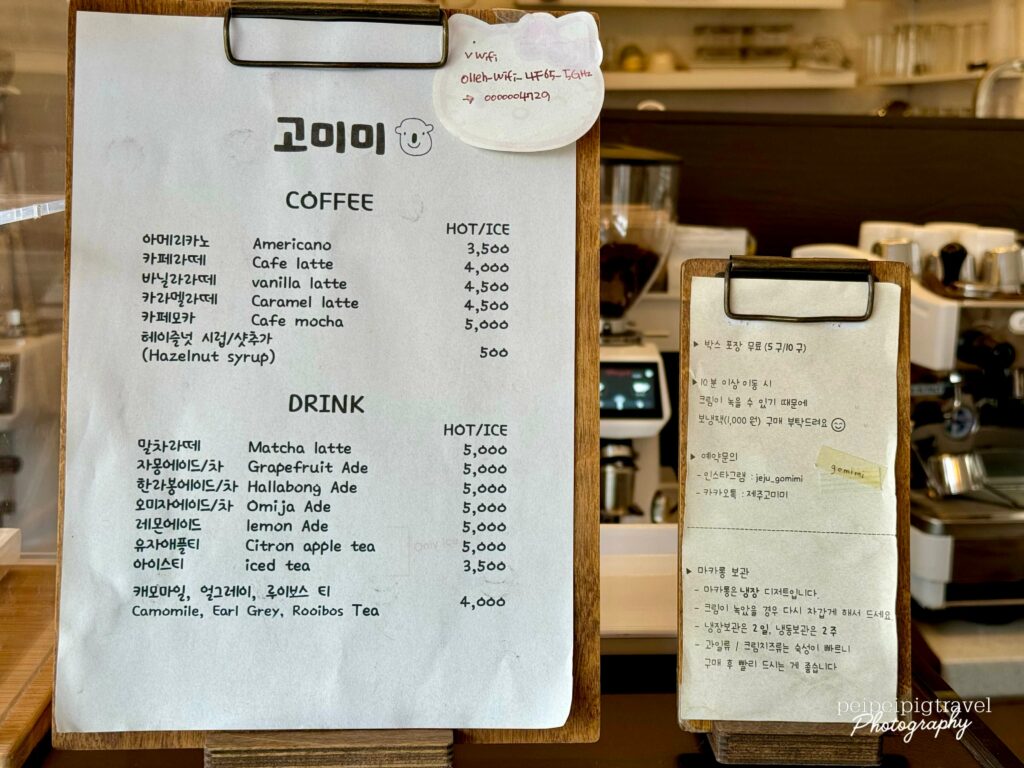 v wifi
olleh_Wifi_4F65_5GHz
→ 0000004729
고미미
COFFEE
HOT/ICE
아메리카노 Americano 3,500
카페라떼 Cafe latte 4,000
바닐라라떼 vanilla latte 4,500
카라멜라떼 Caramel latte 4,500
카페모카 Cafe mocha 5,000
헤이즐넛 시럽/샷추가
(Hazelnut syrup) 500
DRINK
HOT/ICE
말차라떼 Matcha latte 5,000
자몽에이드/차 Grapefruit Ade 5,000
한라봉에이드/차 Hallabong Ade 5,000
오미자에이드/차 Omija Ade 5,000
레몬에이드 lemon Ade 5,000
유자애플티 Citron apple tea 5,000
아이스티 iced tea 3,500
캐모마일, 얼그레이, 루이보스 티
Camomile, Earl Grey, Rooibos Tea 4,000
▶ 박스 포장 무료 (5구/10구)
▶ 10분 이상 이동 시
크림이 녹을 수 있기 때문에
보냉팩(1,000 원) 구매 부탁드려요
▶ 예약문의
- 인스타그램 : jeju_gomimi
- 카카오톡 : 제주고미미
gomimi
▶ 마카롱 보관
- 마카롱은 냉장 디저트입니다
- 크림이 녹았을 경우 다시 차갑게 해서 드세요
- 냉장보관은 2일, 냉동보관은 2주
- 과일류 / 크림치즈류는 숙성이 빠르니
구매 후 빨리 드시는 게 좋습니다
peipeipigtravel
Photography